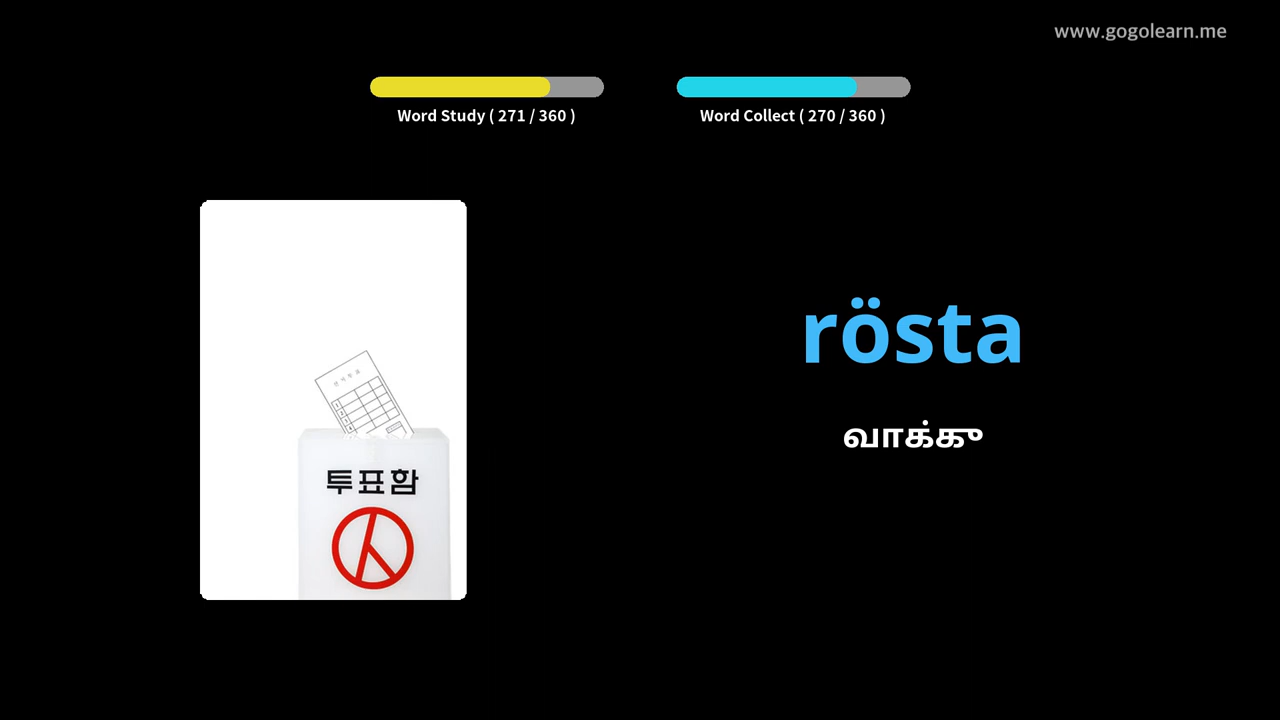 www.gogolearn.me
Word Study ( 271 / 360 )
Word Collect ( 270 / 360 )
rösta
வாக்கு
투표함